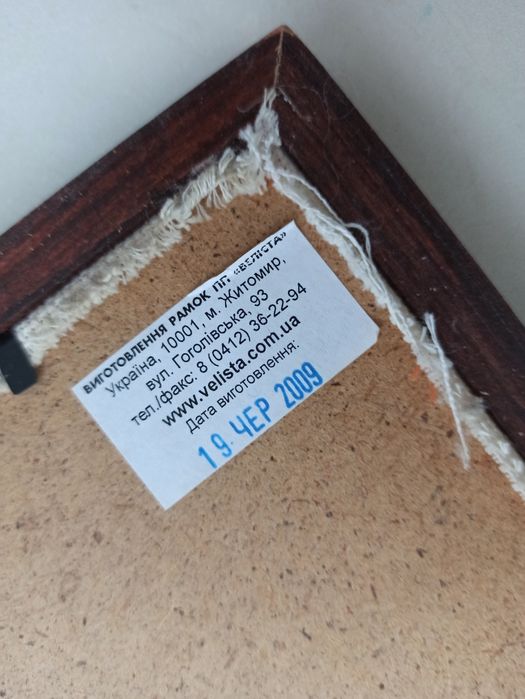 ВИГОТОВЛЕННЯ РАМОК ПП «ВЕЛІСТА»
Україна, 10001, м. Житомир,
вул. Гоголівська, 93
тел./факс: 8 (0412) 36-22-94
www.velista.com.ua
Дата виготовлення:
19 ЧЕР 2009